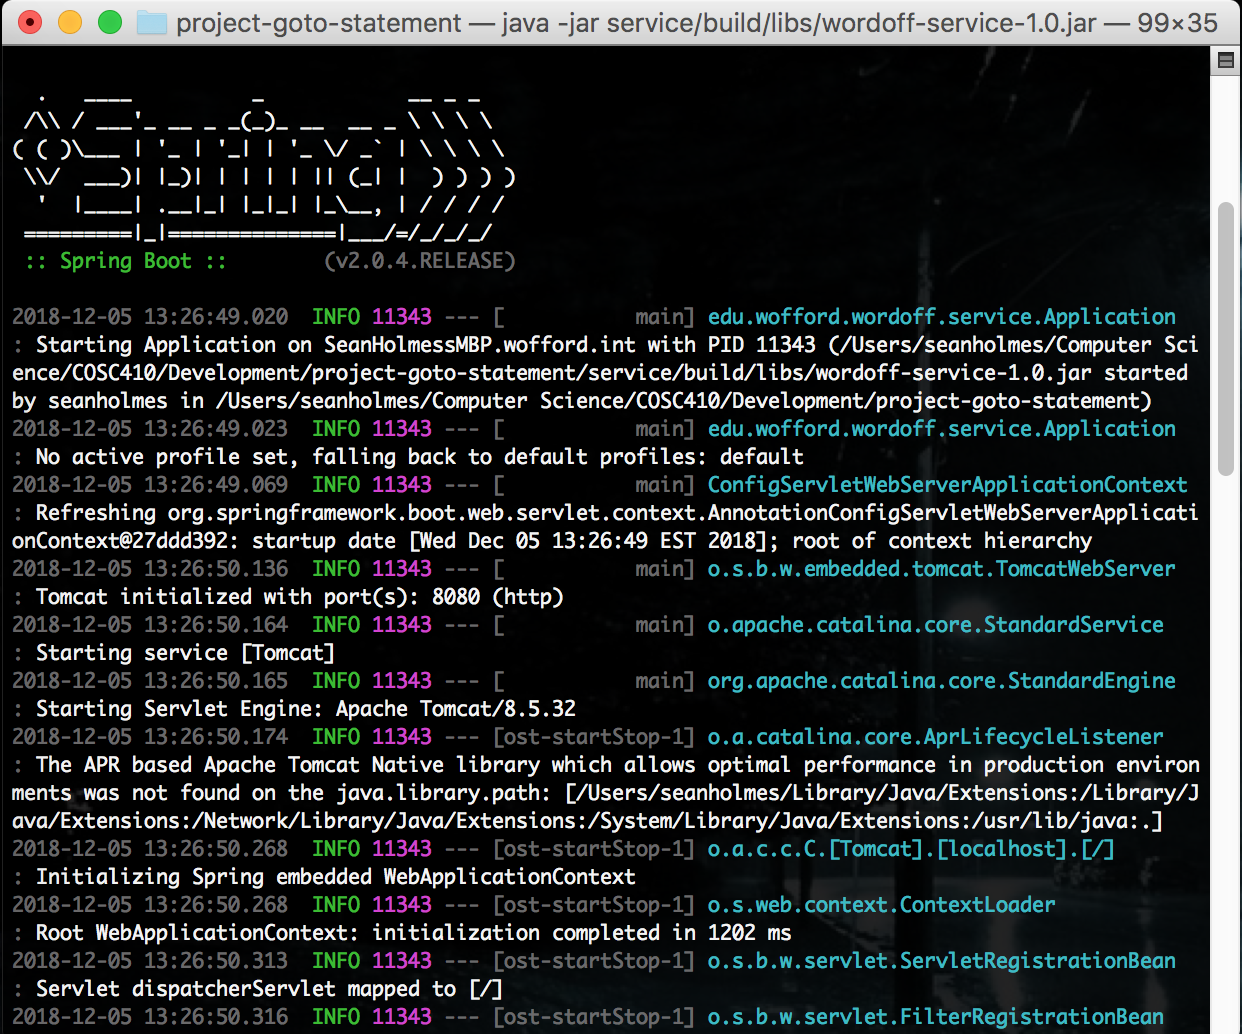 project-goto-statement — java -jar service/build/libs/wordoff-service-1.0.jar — 99×35
  .   ____          _            __ _ _
 /\\ / ___'_ __ _ _(_)_ __  __ _ \ \ \ \
( ( )\___ | '_ | '_| | '_ \/ _` | \ \ \ \
 \\/  ___)| |_)| | | | | || (_| |  ) ) ) )
  '  |____| .__|_| |_|_| |_\__, | / / / /
 =========|_|==============|___/=/_/_/_/
 :: Spring Boot ::        (v2.0.4.RELEASE)
2018-12-05 13:26:49.020  INFO 11343 --- [           main] edu.wofford.wordoff.service.Application
: Starting Application on SeanHolmessMBP.wofford.int with PID 11343 (/Users/seanholmes/Computer Sci
ence/COSC410/Development/project-goto-statement/service/build/libs/wordoff-service-1.0.jar started
by seanholmes in /Users/seanholmes/Computer Science/COSC410/Development/project-goto-statement)
2018-12-05 13:26:49.023  INFO 11343 --- [           main] edu.wofford.wordoff.service.Application
: No active profile set, falling back to default profiles: default
2018-12-05 13:26:49.069  INFO 11343 --- [           main] ConfigServletWebServerApplicationContext
: Refreshing org.springframework.boot.web.servlet.context.AnnotationConfigServletWebServerApplicati
onContext@27ddd392: startup date [Wed Dec 05 13:26:49 EST 2018]; root of context hierarchy
2018-12-05 13:26:50.136  INFO 11343 --- [           main] o.s.b.w.embedded.tomcat.TomcatWebServer
: Tomcat initialized with port(s): 8080 (http)
2018-12-05 13:26:50.164  INFO 11343 --- [           main] o.apache.catalina.core.StandardService
: Starting service [Tomcat]
2018-12-05 13:26:50.165  INFO 11343 --- [           main] org.apache.catalina.core.StandardEngine
: Starting Servlet Engine: Apache Tomcat/8.5.32
2018-12-05 13:26:50.174  INFO 11343 --- [ost-startStop-1] o.a.catalina.core.AprLifecycleListener
: The APR based Apache Tomcat Native library which allows optimal performance in production environ
ments was not found on the java.library.path: [/Users/seanholmes/Library/Java/Extensions:/Library/J
ava/Extensions:/Network/Library/Java/Extensions:/System/Library/Java/Extensions:/usr/lib/java:.]
2018-12-05 13:26:50.268  INFO 11343 --- [ost-startStop-1] o.a.c.c.C.[Tomcat].[localhost].[/]
: Initializing Spring embedded WebApplicationContext
2018-12-05 13:26:50.268  INFO 11343 --- [ost-startStop-1] o.s.web.context.ContextLoader
: Root WebApplicationContext: initialization completed in 1202 ms
2018-12-05 13:26:50.313  INFO 11343 --- [ost-startStop-1] o.s.b.w.servlet.ServletRegistrationBean
: Servlet dispatcherServlet mapped to [/]
2018-12-05 13:26:50.316  INFO 11343 --- [ost-startStop-1] o.s.b.w.servlet.FilterRegistrationBean